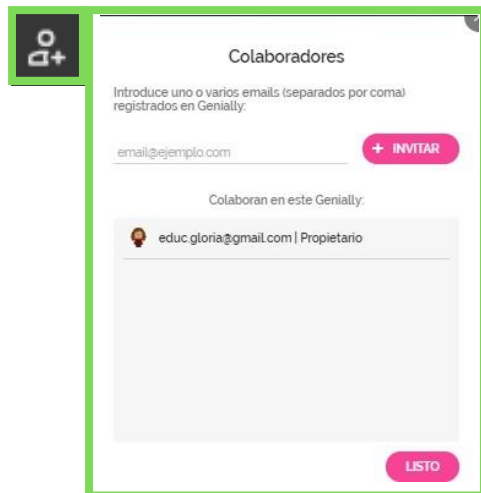 Colaboradores
Introduce uno o varios emails (separados por coma)
registrados en Genially:
email@ejemplo.com
+ INVITAR
Colaboran en este Genially:
educ.gloria@gmail.com | Propietario
LISTO